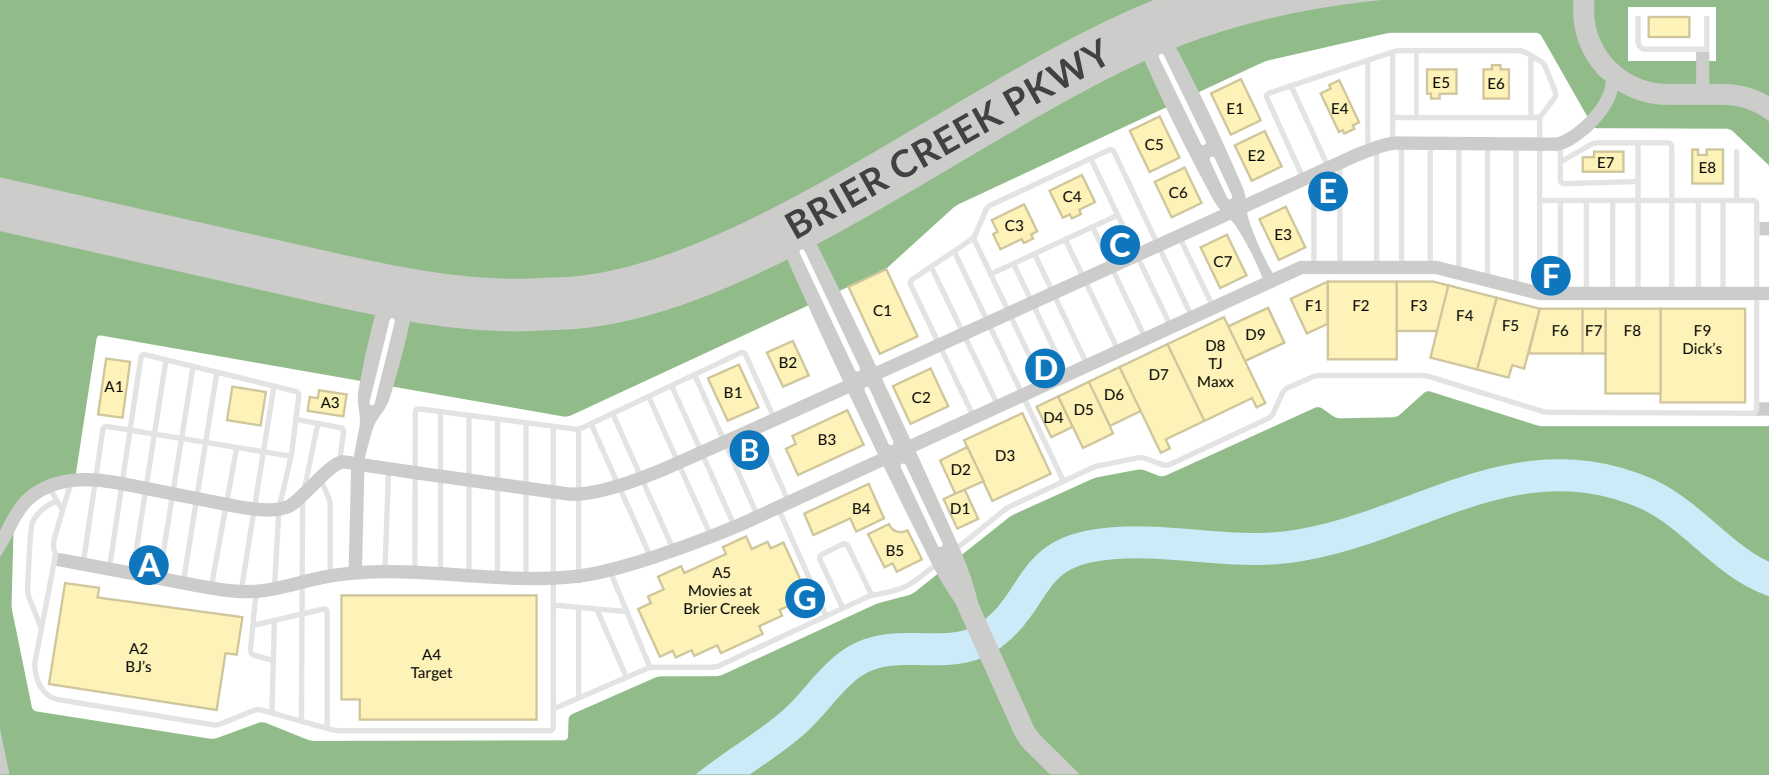 BRIER CREEK PKWY
A1
A3
A
A2
BJ's
A4
Target
A5
Movies at
Brier Creek
G
B1
B2
B
B3
B4
B5
C1
C2
C3
C4
C5
C6
C
C7
D
D1
D2
D3
D4
D5
D6
D7
D8
TJ
Maxx
D9
E1
E2
E3
E4
E5
E6
E
E7
E8
F
F1
F2
F3
F4
F5
F6
F7
F8
F9
Dick's